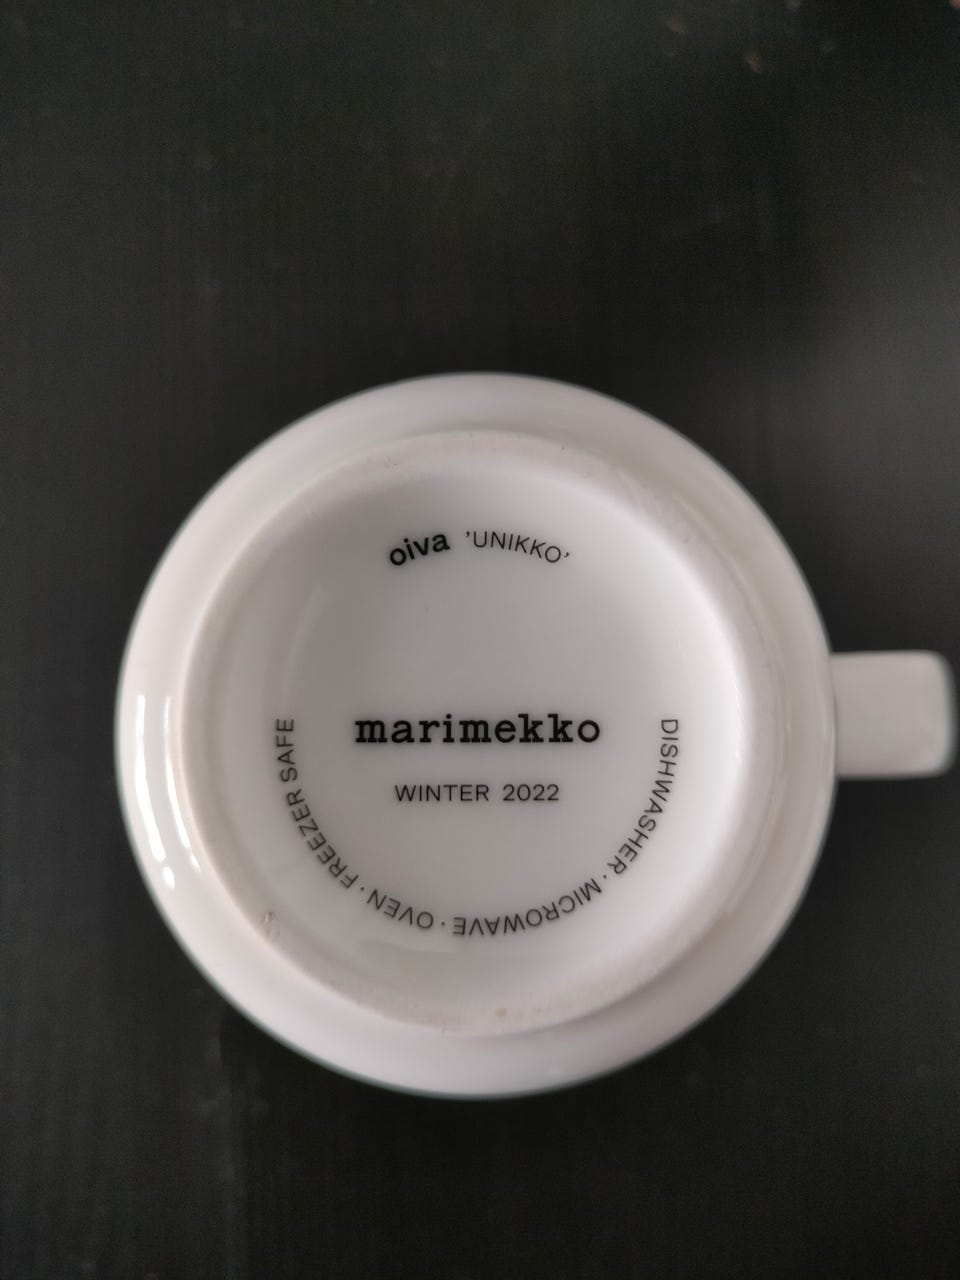 oiva 'UNIKKO'
marimekko
WINTER 2022
DISHWASHER · MICROWAVE · OVEN · FREEZER SAFE